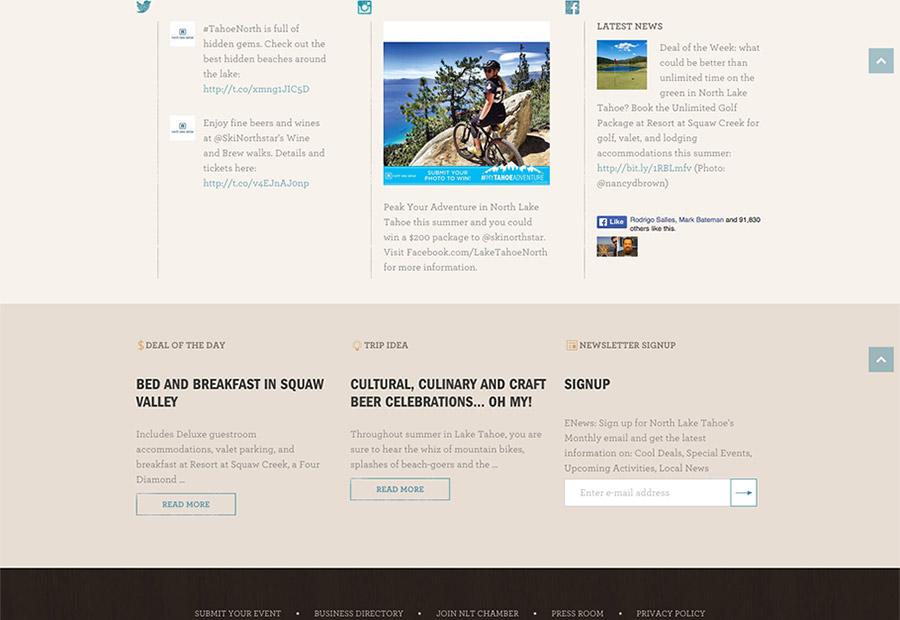 #TahoeNorth is full of
hidden gems. Check out the
best hidden beaches around
the lake:
http://t.co/xmng1JIC5D
Enjoy fine beers and wines
at @SkiNorthstar's Wine
and Brew walks. Details and
tickets here:
http://t.co/v4EJnAJ0np
SUBMIT YOUR
PHOTO TO WIN!
#MYTAHOEADVENTURE
Peak Your Adventure in North Lake
Tahoe this summer and you could
win a $200 package to @skinorthstar.
Visit Facebook.com/LakeTahoeNorth
for more information.
LATEST NEWS
Deal of the Week: what
could be better than
unlimited time on the
green in North Lake
Tahoe? Book the Unlimited Golf
Package at Resort at Squaw Creek for
golf, valet, and lodging
accommodations this summer:
http://bit.ly/1RBLmfv (Photo:
@nancydbrown)
Like
Rodrigo Salles, Mark Bateman and 91,830
others like this.
$ DEAL OF THE DAY
BED AND BREAKFAST IN SQUAW
VALLEY
Includes Deluxe guestroom
accommodations, valet parking, and
breakfast at Resort at Squaw Creek, a Four
Diamond ...
READ MORE
TRIP IDEA
CULTURAL, CULINARY AND CRAFT
BEER CELEBRATIONS... OH MY!
Throughout summer in Lake Tahoe, you are
sure to hear the whiz of mountain bikes,
splashes of beach-goers and the ...
READ MORE
NEWSLETTER SIGNUP
SIGNUP
ENews: Sign up for North Lake Tahoe's
Monthly email and get the latest
information on: Cool Deals, Special Events,
Upcoming Activities, Local News
Enter e-mail address
SUBMIT YOUR EVENT • BUSINESS DIRECTORY • JOIN NLT CHAMBER • PRESS ROOM • PRIVACY POLICY